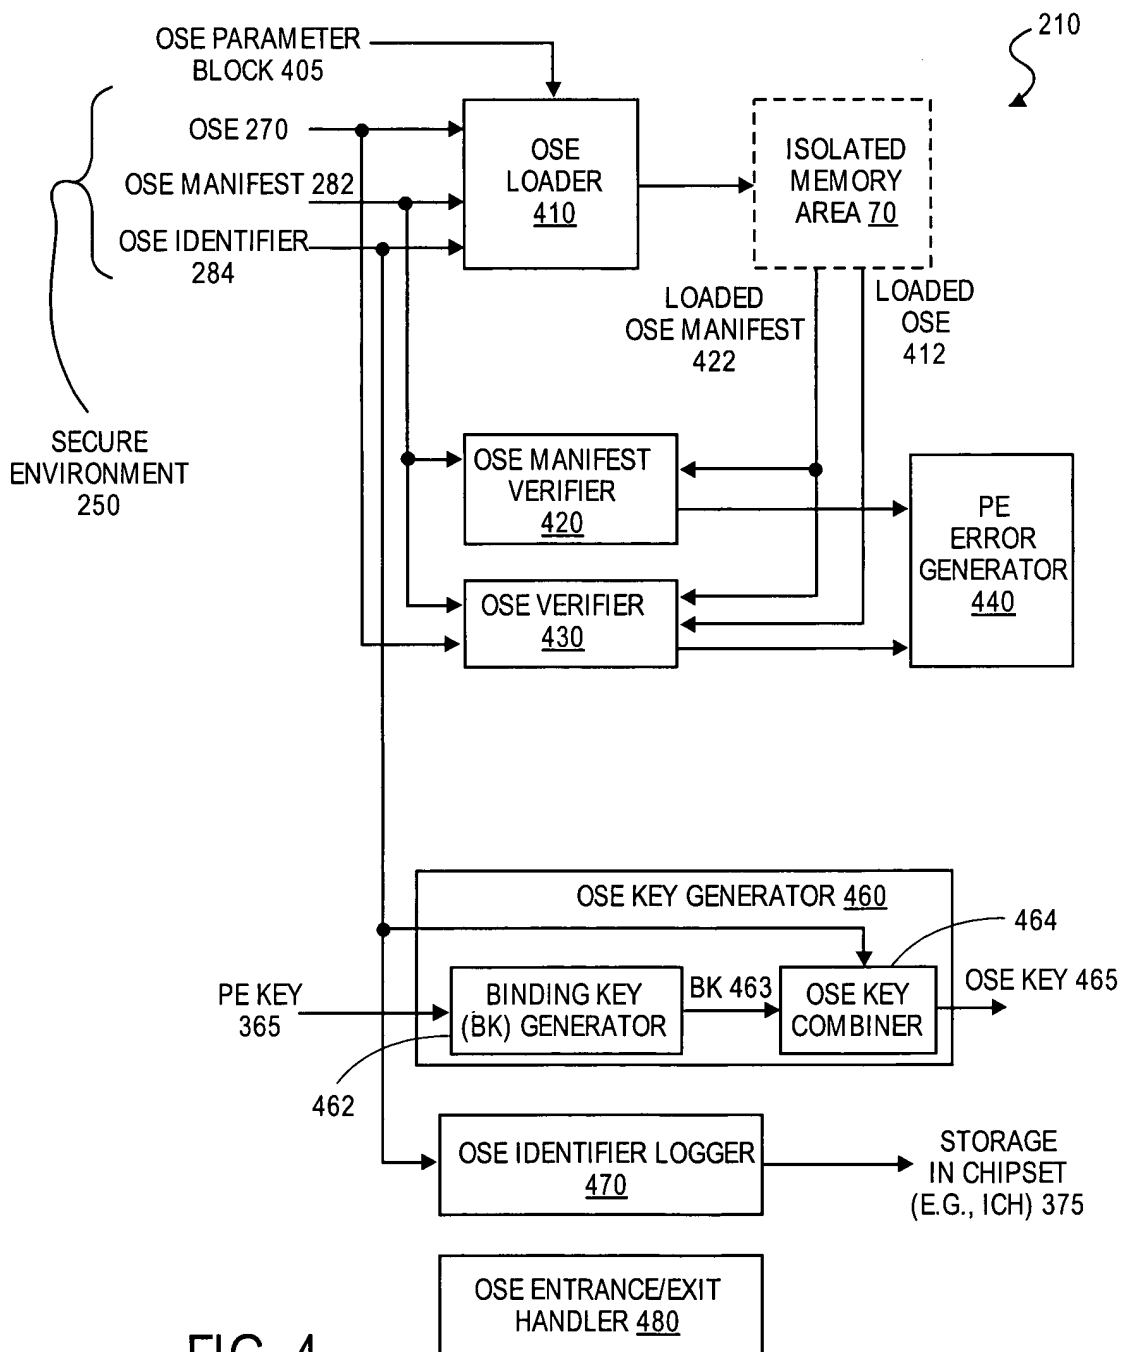 210
OSE PARAMETER
BLOCK 405
OSE 270
OSE MANIFEST 282
OSE IDENTIFIER
284
OSE
LOADER
410
ISOLATED
MEMORY
AREA 70
LOADED
OSE MANIFEST
422
LOADED
OSE
412
SECURE
ENVIRONMENT
250
OSE MANIFEST
VERIFIER
420
OSE VERIFIER
430
PE
ERROR
GENERATOR
440
OSE KEY GENERATOR 460
464
PE KEY
365
BINDING KEY
(BK) GENERATOR
BK 463
OSE KEY
COMBINER
OSE KEY 465
462
OSE IDENTIFIER LOGGER
470
STORAGE
IN CHIPSET
(E.G., ICH) 375
OSE ENTRANCE/EXIT
HANDLER 480
FIG. 4